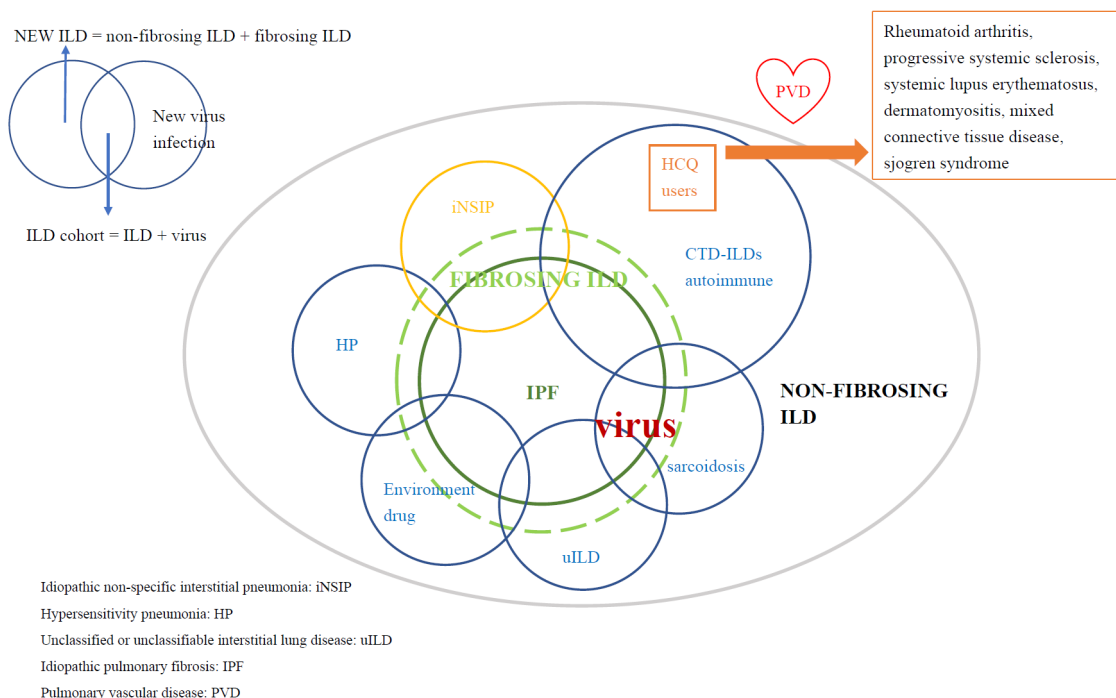 NEW ILD = non-fibrosing ILD + fibrosing ILD
New virus
infection
ILD cohort = ILD + virus
PVD
Rheumatoid arthritis,
progressive systemic sclerosis,
systemic lupus erythematosus,
dermatomyositis, mixed
connective tissue disease,
sjogren syndrome
HCQ
users
iNSIP
CTD-ILDs
autoimmune
FIBROSING ILD
HP
IPF
NON-FIBROSING
ILD
virus
sarcoidosis
Environment
drug
uILD
Idiopathic non-specific interstitial pneumonia: iNSIP
Hypersensitivity pneumonia: HP
Unclassified or unclassifiable interstitial lung disease: uILD
Idiopathic pulmonary fibrosis: IPF
Pulmonary vascular disease: PVD